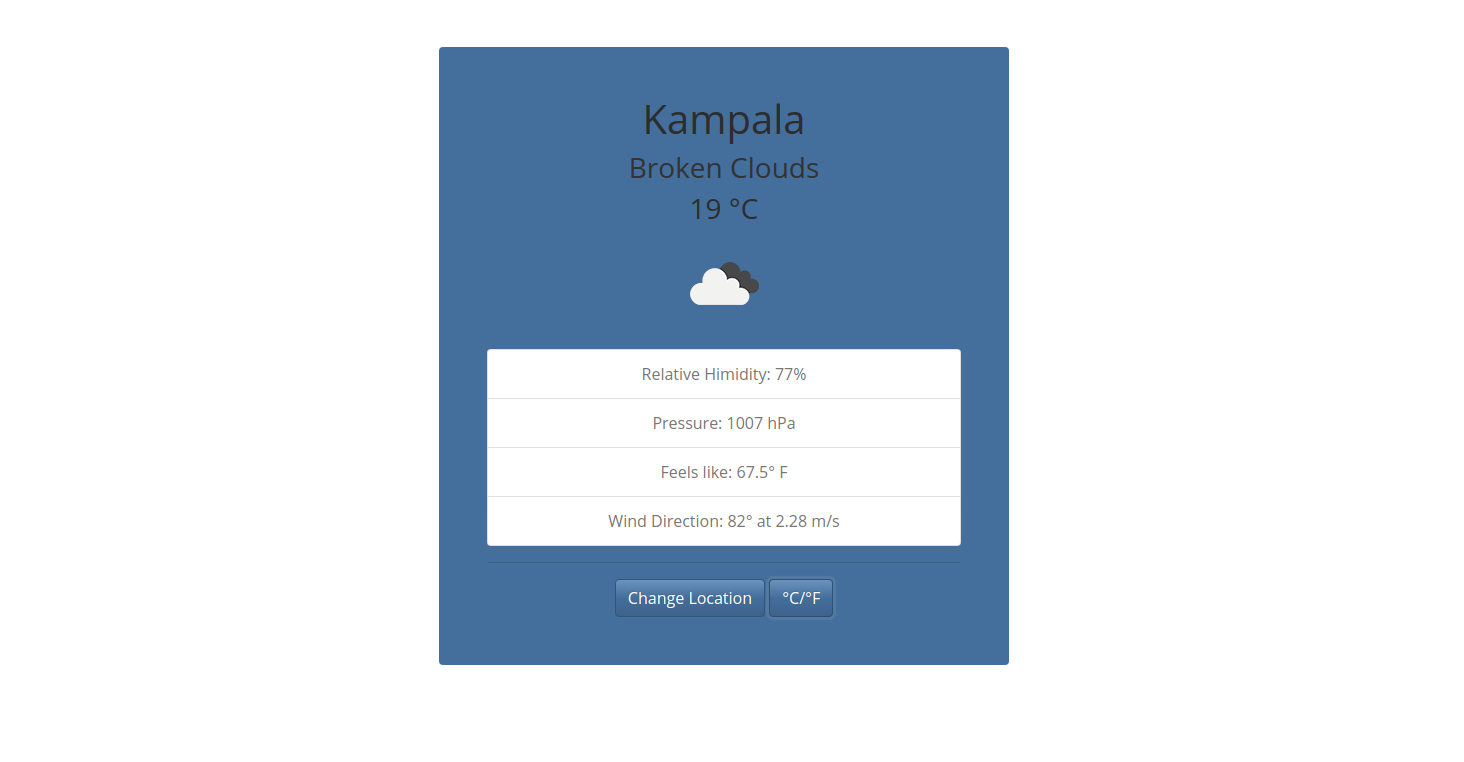 Kampala
Broken Clouds
19 °C
Relative Himidity: 77%
Pressure: 1007 hPa
Feels like: 67.5° F
Wind Direction: 82° at 2.28 m/s
Change Location °C/°F